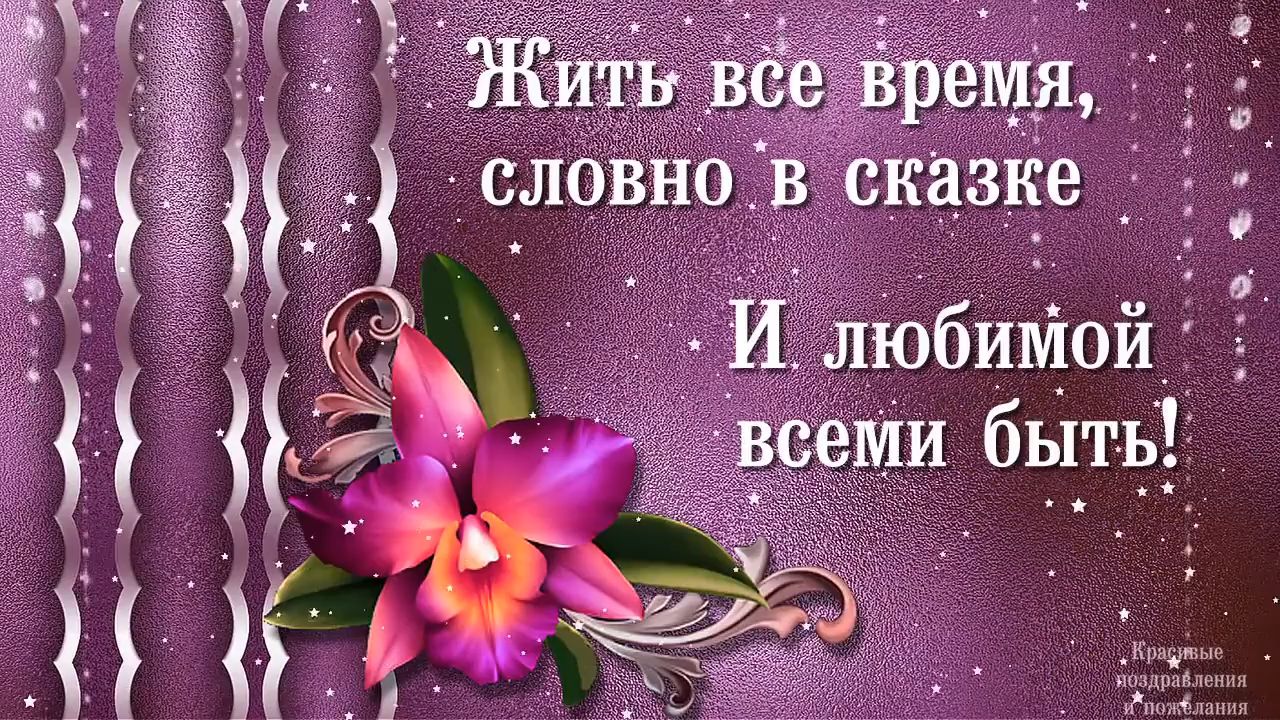 Жить все время,
словно в сказке
И любимой
всеми быть!
Красивые
поздравления
и пожелания